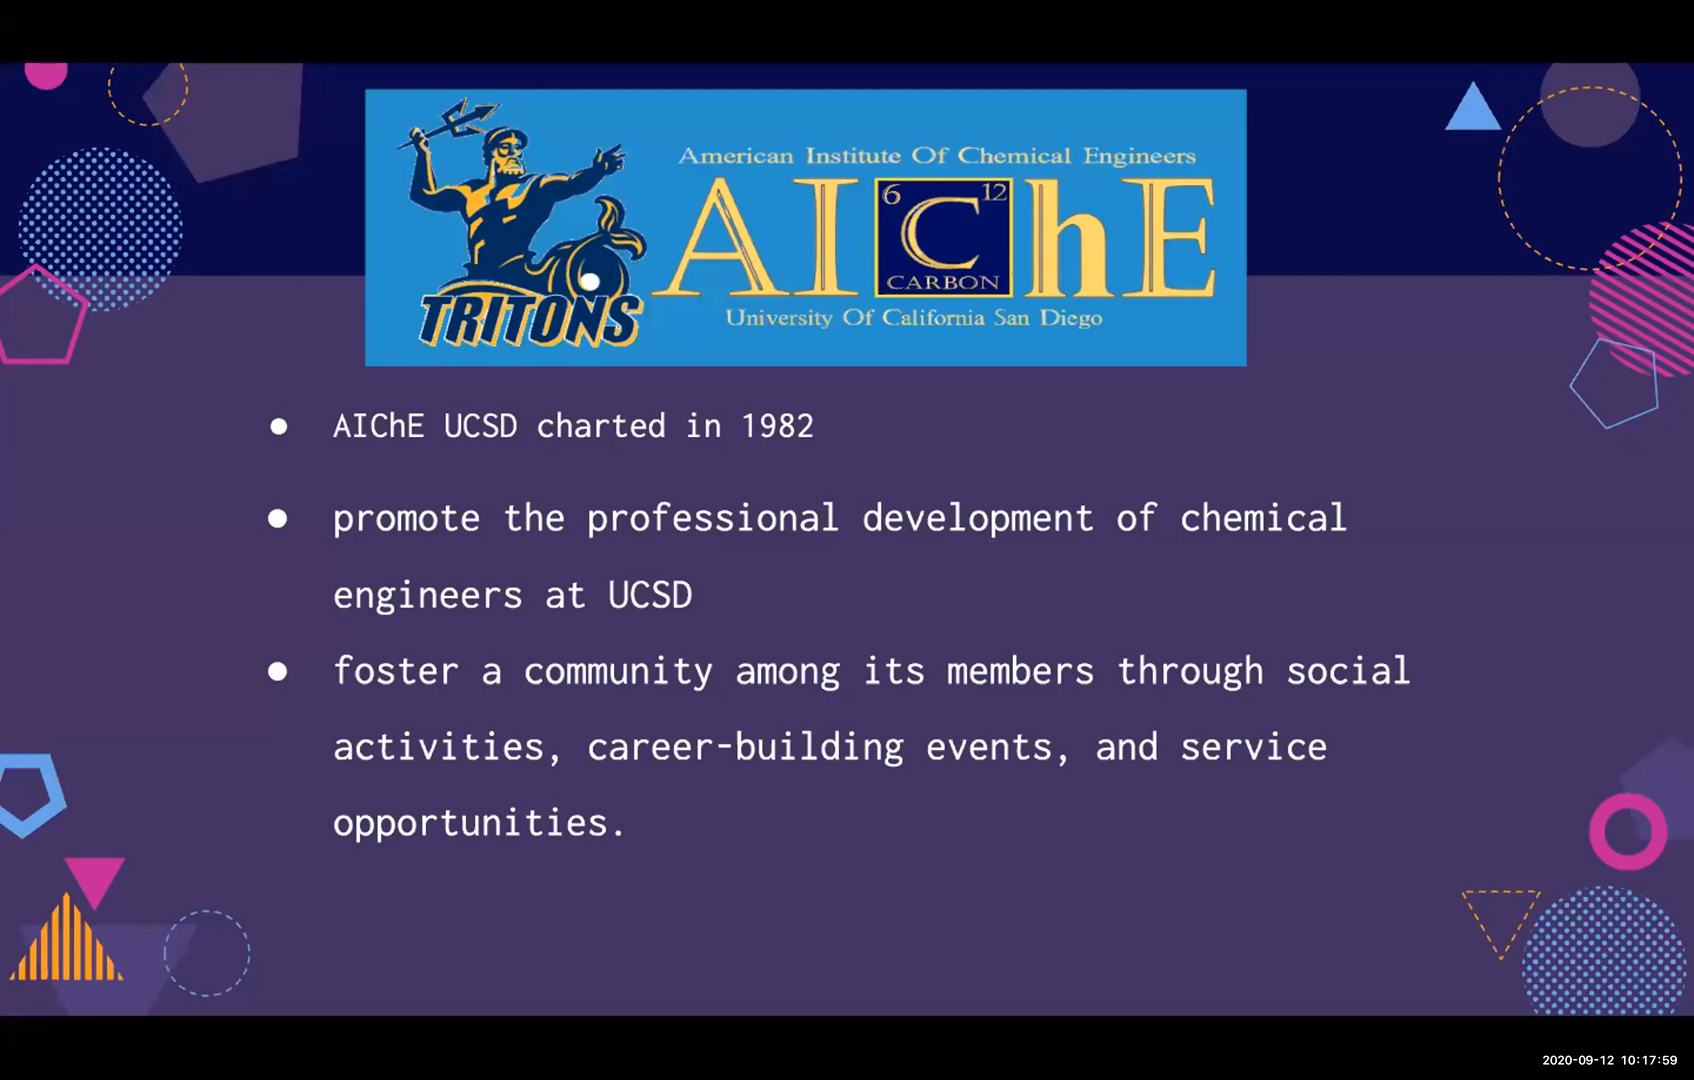 American Institute Of Chemical Engineers
6 12
AIChE
CARBON
TRITONS
University Of California San Diego
● AIChE UCSD charted in 1982
● promote the professional development of chemical
engineers at UCSD
● foster a community among its members through social
activities, career-building events, and service
opportunities.
2020-09-12 10:17:59